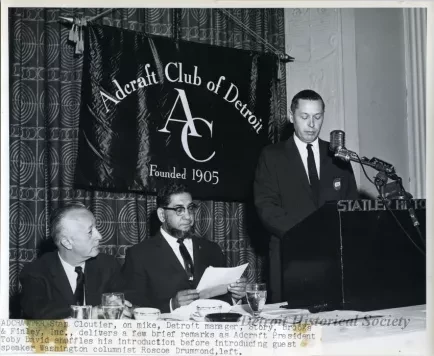 Adcraft Club of Detroit
AC
Founded 1905
STATLER HILTON
Detroit Historical Society
Stan Cloutier, on mike, Detroit manager, Story, Brooks
& Finley, Inc., delivers a few brief remarks as Adcraft President
Toby David shuffles his introduction before introducing guest
speaker Washington columnist Roscoe Drummond, left.